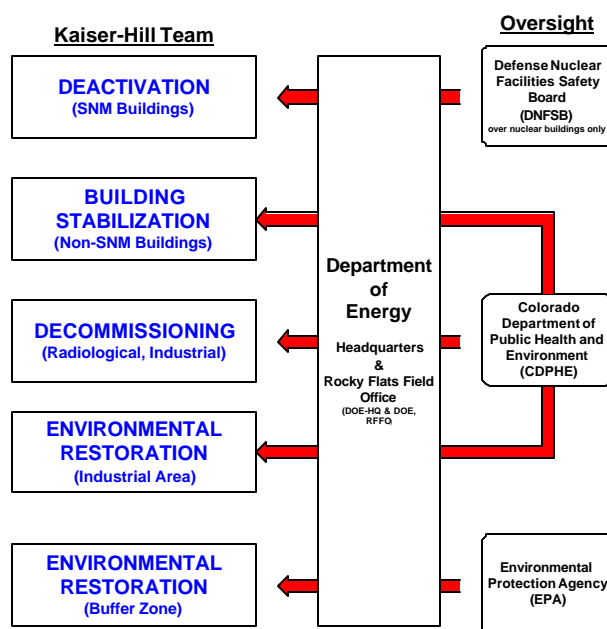 Kaiser-Hill Team
DEACTIVATION
(SNM Buildings)
BUILDING
STABILIZATION
(Non-SNM Buildings)
DECOMMISSIONING
(Radiological, Industrial)
ENVIRONMENTAL
RESTORATION
(Industrial Area)
ENVIRONMENTAL
RESTORATION
(Buffer Zone)
Department
of
Energy
Headquarters
&
Rocky Flats Field
Office
(DOE-HQ & DOE,
RFFO)
Oversight
Defense Nuclear
Facilities Safety
Board
(DNFSB)
over nuclear buildings only
Colorado
Department of
Public Health and
Environment
(CDPHE)
Environmental
Protection Agency
(EPA)